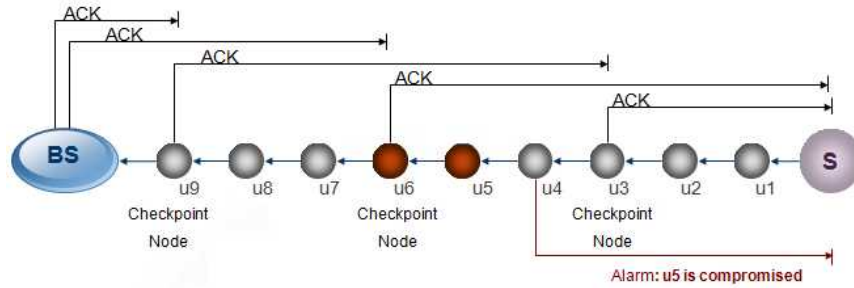 ACK
ACK
ACK
ACK
ACK
BS
S
u9 u8 u7 u6 u5 u4 u3 u2 u1
Checkpoint Checkpoint Checkpoint
Node Node Node
Alarm: u5 is compromised